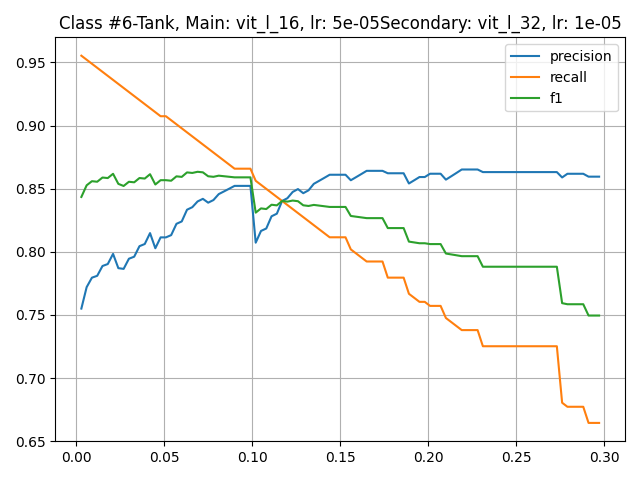 Class #6-Tank, Main: vit_l_16, lr: 5e-05Secondary: vit_l_32, lr: 1e-05
precision
recall
f1
0.95
0.90
0.85
0.80
0.75
0.70
0.65
0.00 0.05 0.10 0.15 0.20 0.25 0.30